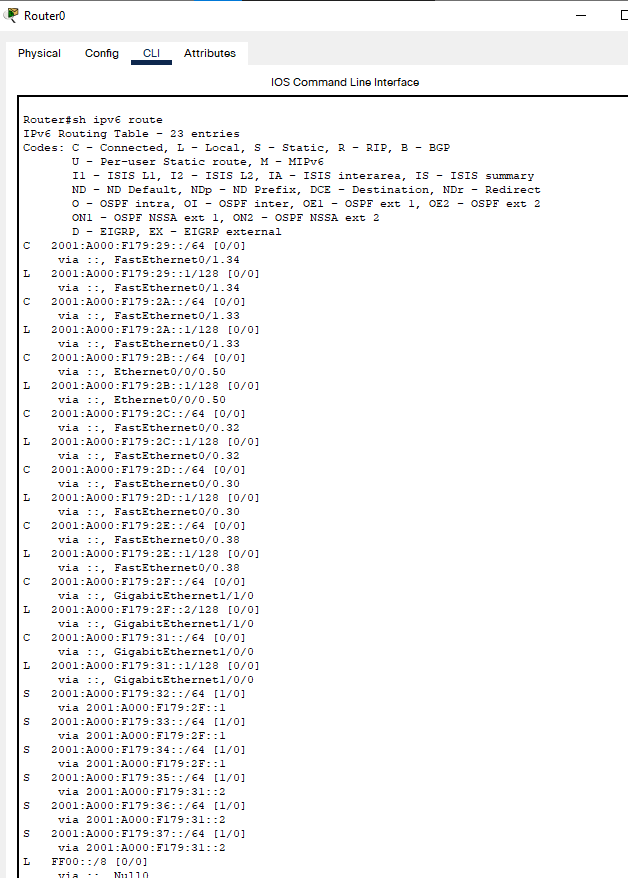 Router0
Physical Config CLI Attributes
IOS Command Line Interface
Router#sh ipv6 route
IPv6 Routing Table - 23 entries
Codes: C - Connected, L - Local, S - Static, R - RIP, B - BGP
U - Per-user Static route, M - MIPv6
I1 - ISIS L1, I2 - ISIS L2, IA - ISIS interarea, IS - ISIS summary
ND - ND Default, NDp - ND Prefix, DCE - Destination, NDr - Redirect
O - OSPF intra, OI - OSPF inter, OE1 - OSPF ext 1, OE2 - OSPF ext 2
ON1 - OSPF NSSA ext 1, ON2 - OSPF NSSA ext 2
D - EIGRP, EX - EIGRP external
C 2001:A000:F179:29::/64 [0/0]
via ::, FastEthernet0/1.34
L 2001:A000:F179:29::1/128 [0/0]
via ::, FastEthernet0/1.34
C 2001:A000:F179:2A::/64 [0/0]
via ::, FastEthernet0/1.33
L 2001:A000:F179:2A::1/128 [0/0]
via ::, FastEthernet0/1.33
C 2001:A000:F179:2B::/64 [0/0]
via ::, Ethernet0/0/0.50
L 2001:A000:F179:2B::1/128 [0/0]
via ::, Ethernet0/0/0.50
C 2001:A000:F179:2C::/64 [0/0]
via ::, FastEthernet0/0.32
L 2001:A000:F179:2C::1/128 [0/0]
via ::, FastEthernet0/0.32
C 2001:A000:F179:2D::/64 [0/0]
via ::, FastEthernet0/0.30
L 2001:A000:F179:2D::1/128 [0/0]
via ::, FastEthernet0/0.30
C 2001:A000:F179:2E::/64 [0/0]
via ::, FastEthernet0/0.38
L 2001:A000:F179:2E::1/128 [0/0]
via ::, FastEthernet0/0.38
C 2001:A000:F179:2F::/64 [0/0]
via ::, GigabitEthernet1/1/0
L 2001:A000:F179:2F::2/128 [0/0]
via ::, GigabitEthernet1/1/0
C 2001:A000:F179:31::/64 [0/0]
via ::, GigabitEthernet1/0/0
L 2001:A000:F179:31::1/128 [0/0]
via ::, GigabitEthernet1/0/0
S 2001:A000:F179:32::/64 [1/0]
via 2001:A000:F179:2F::1
S 2001:A000:F179:33::/64 [1/0]
via 2001:A000:F179:2F::1
S 2001:A000:F179:34::/64 [1/0]
via 2001:A000:F179:2F::1
S 2001:A000:F179:35::/64 [1/0]
via 2001:A000:F179:31::2
S 2001:A000:F179:36::/64 [1/0]
via 2001:A000:F179:31::2
S 2001:A000:F179:37::/64 [1/0]
via 2001:A000:F179:31::2
L FF00::/8 [0/0]
via ::, Null0